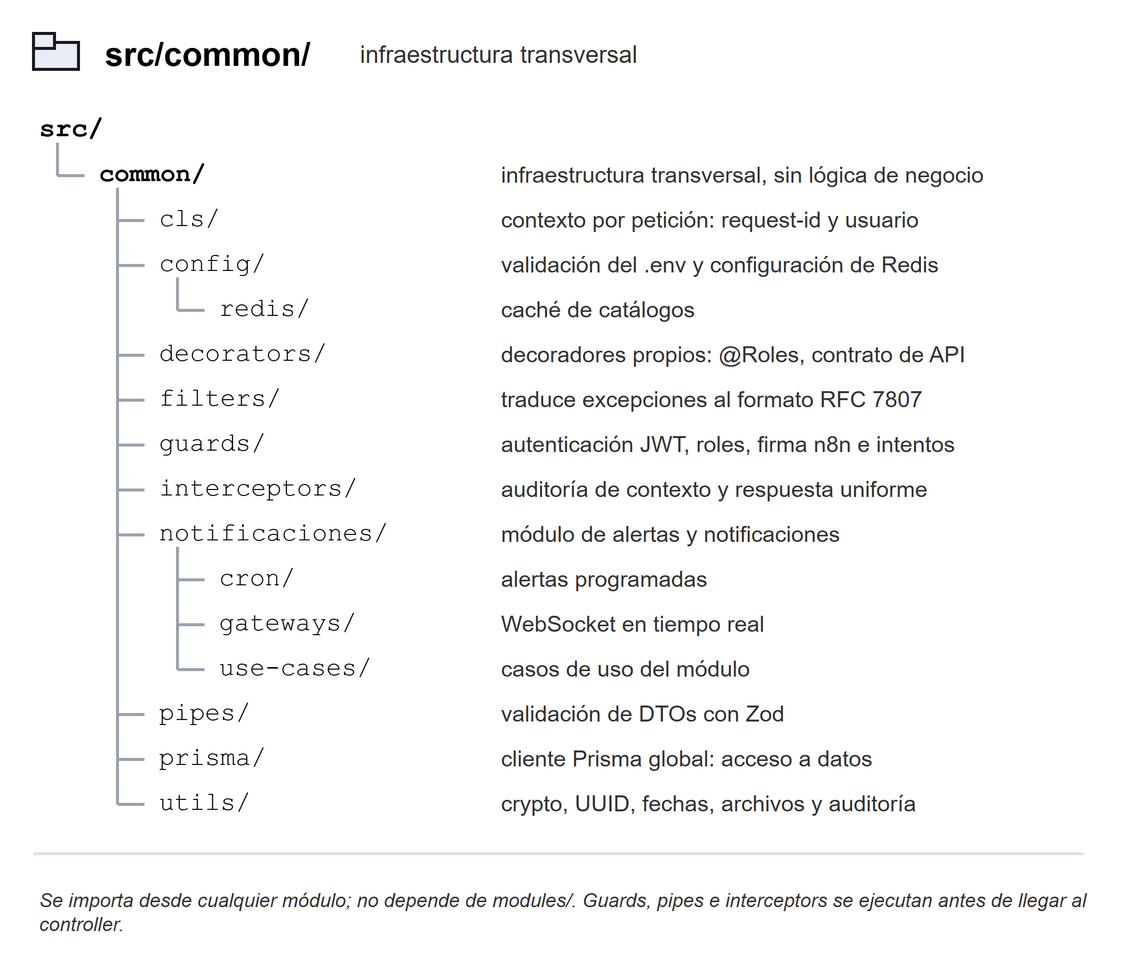 src/common/ infraestructura transversal
src/
common/ infraestructura transversal, sin lógica de negocio
cls/ contexto por petición: request-id y usuario
config/ validación del .env y configuración de Redis
redis/ caché de catálogos
decorators/ decoradores propios: @Roles, contrato de API
filters/ traduce excepciones al formato RFC 7807
guards/ autenticación JWT, roles, firma n8n e intentos
interceptors/ auditoría de contexto y respuesta uniforme
notificaciones/ módulo de alertas y notificaciones
cron/ alertas programadas
gateways/ WebSocket en tiempo real
use-cases/ casos de uso del módulo
pipes/ validación de DTOs con Zod
prisma/ cliente Prisma global: acceso a datos
utils/ crypto, UUID, fechas, archivos y auditoría
Se importa desde cualquier módulo; no depende de modules/. Guards, pipes e interceptors se ejecutan antes de llegar al
controller.